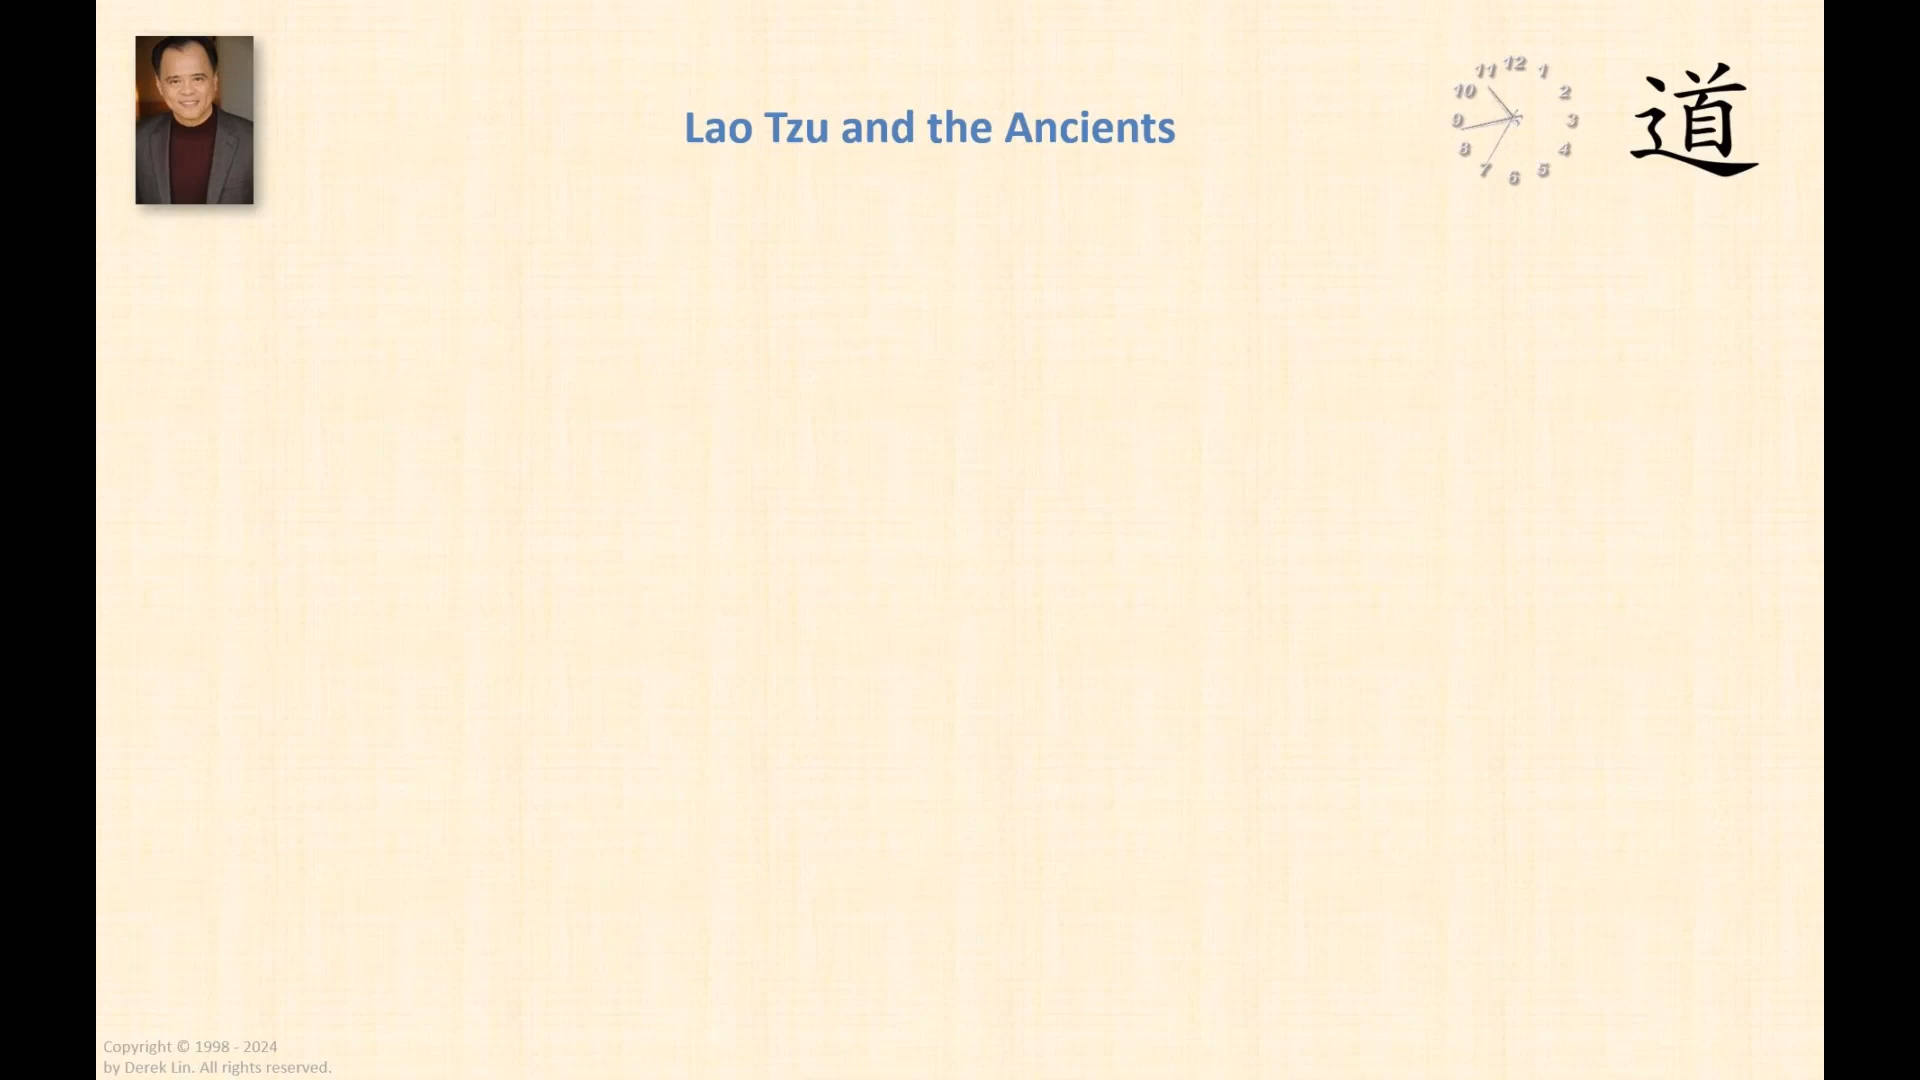 Lao Tzu and the Ancients
11 12 1
10 2
9 3
8 4
7 6 5
道
Copyright © 1998 - 2024
by Derek Lin. All rights reserved.